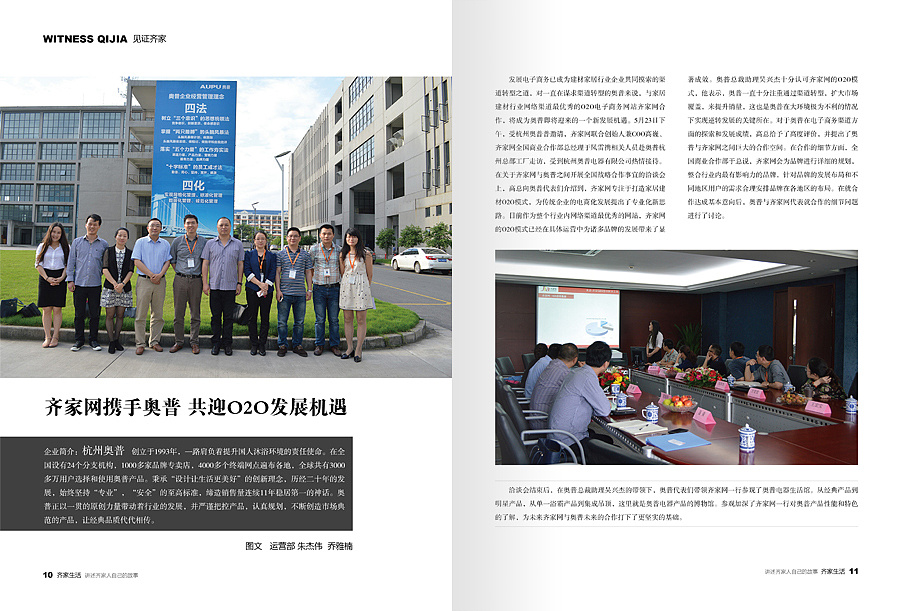 WITNESS QIJIA 见证齐家
AUPU 奥普
奥普企业经营管理理念
四法
树立“三个意识”的思想统领法
落实“五个力量”的工作夯实法
“十字标准”的员工成才法
四化
齐家网携手奥普 共迎O2O发展机遇
企业简介：杭州奥普 创立于1993年，一路肩负着提升国人沐浴环境的责任使命。在全
国设有24个分支机构，1000多家品牌专卖店，4000多个终端网点遍布各地，全球共有3000
多万用户选择和使用奥普产品。秉承“设计让生活更美好”的创新理念，历经二十年的发
展，始终坚持“专业”，“安全”的至高标准，缔造销售量连续11年稳居第一的神话。奥
普正以一贯的原创力量带动着行业的发展，并严谨把控产品，认真规划，不断创造市场典
范的产品，让经典品质代代相传。
图文 运营部 朱杰伟 乔雅楠
10 齐家生活 讲述齐家人自己的故事
发展电子商务已成为建材家居行业企业共同摸索的渠
道转型之道，对一直在谋求渠道转型的奥普来说，与家居
建材行业网络渠道最优秀的O2O电子商务网站齐家网合
作，将成为奥普即将迎来的一个新发展机遇。5月23日下
午，受杭州奥普普邀请，齐家网联合创始人兼COO高巍、
齐家网全国商业合作部总经理于凤雷携相关人员赴奥普杭
州总部工厂走访，受到杭州奥普电器有限公司热情接待。
在关于齐家网与奥普之间开展全国战略合作事宜的洽谈会
上，高总向奥普代表们介绍到，齐家网专注于打造家居建
材O2O模式，为传统企业的电商化发展提出了专业化新思
路。目前作为整个行业内网络渠道最优秀的网站，齐家网
的O2O模式已经在具体运营中为诸多品牌的发展带来了显
著成效。奥普总裁助理吴兴杰十分认可齐家网的O2O模
式，他表示，奥普一直十分注重通过渠道转型，扩大市场
覆盖，来提升销量，这也是奥普在大环境极为不利的情况
下实现逆转发展的关键所在。对于奥普在电子商务渠道方
面的探索和发展成绩，高总给予了高度评价，并提出了奥
普与齐家网之间巨大的合作空间。在合作的细节方面，全
国商业合作部于总说，齐家网会为品牌进行详细的规划，
整合行业内最有影响力的品牌，针对品牌的发展布局和不
同地区用户的需求合理安排品牌在各地区的布局。在就合
作达成基本意向后，奥普与齐家网代表就合作的细节问题
进行了讨论。
洽谈会结束后，在奥普总裁助理吴兴杰的带领下，奥普代表们带领齐家网一行参观了奥普电器生活馆。从经典产品到
明星产品，从单一浴霸产品到集成吊顶，这里就是奥普电器产品的博物馆。参观加深了齐家网一行对奥普产品性能和特色
的了解，为未来齐家网与奥普未来的合作打下了更坚实的基础。
讲述齐家人自己的故事 齐家生活 11